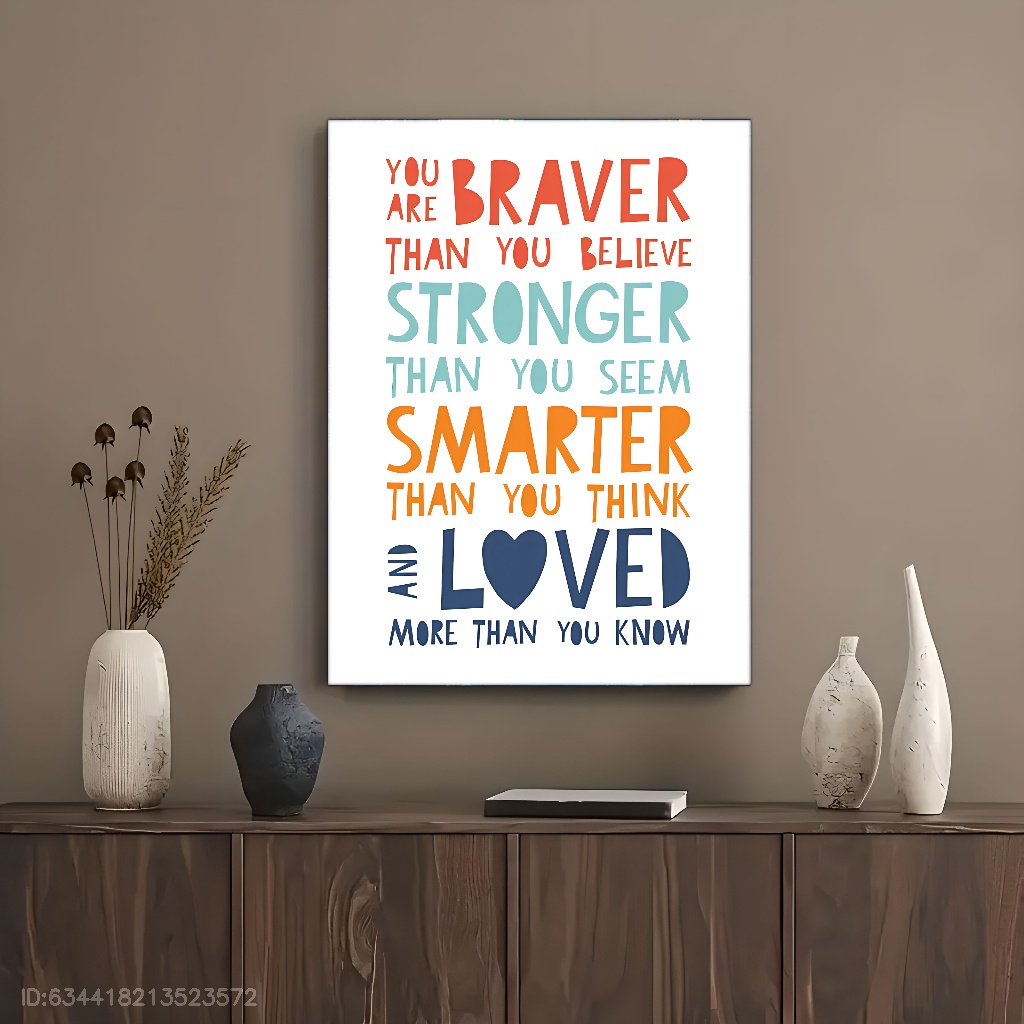 YOU ARE BRAVER
THAN YOU BELIEVE
STRONGER
THAN YOU SEEM
SMARTER
THAN YOU THINK
AND LOVED
MORE THAN YOU KNOW
ID:634418213523572